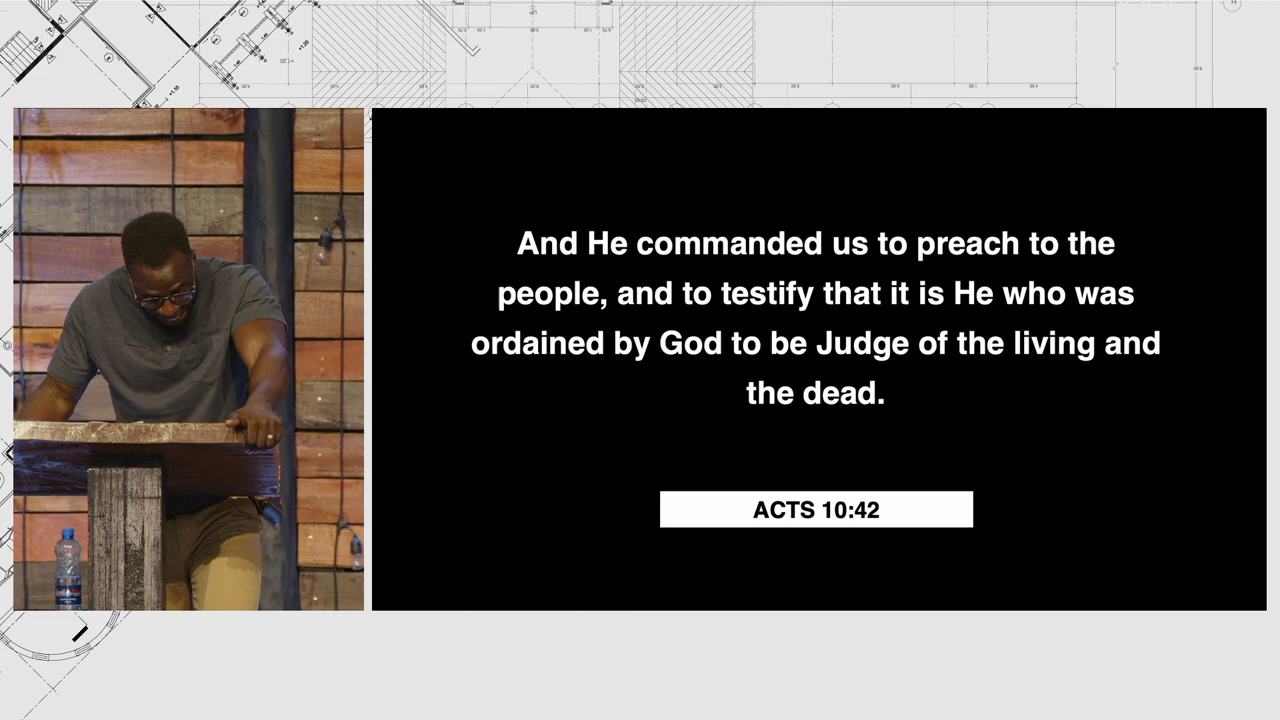 And He commanded us to preach to the
people, and to testify that it is He who was
ordained by God to be Judge of the living and
the dead.
ACTS 10:42